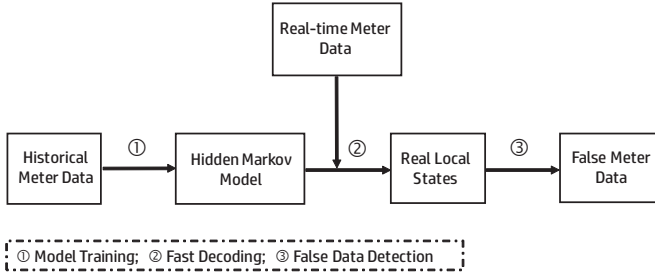 Real-time Meter
Data
①
②
③
Historical
Meter Data
Hidden Markov
Model
Real Local
States
False Meter
Data
① Model Training; ② Fast Decoding; ③ False Data Detection